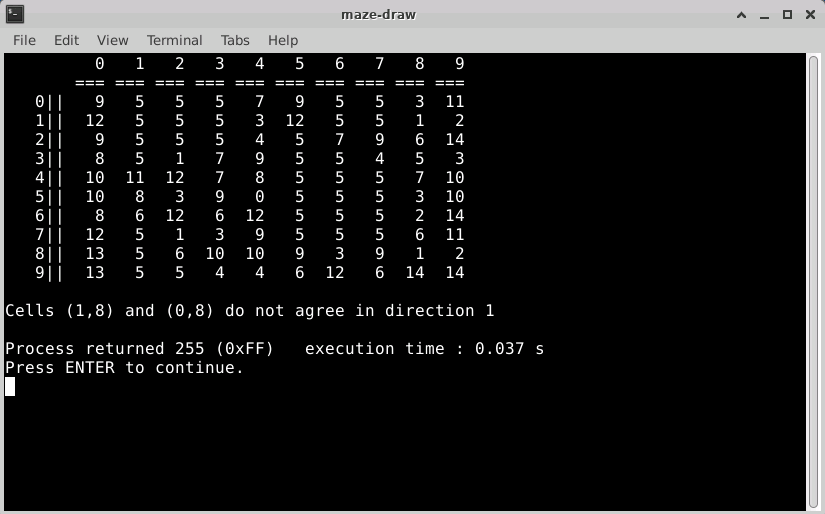 maze-draw
File Edit View Terminal Tabs Help
0 1 2 3 4 5 6 7 8 9
=== === === === === === === === === ===
0|| 9 5 5 5 7 9 5 5 3 11
1|| 12 5 5 5 3 12 5 5 1 2
2|| 9 5 5 5 4 5 7 9 6 14
3|| 8 5 1 7 9 5 5 4 5 3
4|| 10 11 12 7 8 5 5 5 7 10
5|| 10 8 3 9 0 5 5 5 3 10
6|| 8 6 12 6 12 5 5 5 2 14
7|| 12 5 1 3 9 5 5 5 6 11
8|| 13 5 6 10 10 9 3 9 1 2
9|| 13 5 5 4 4 6 12 6 14 14
Cells (1,8) and (0,8) do not agree in direction 1
Process returned 255 (0xFF) execution time : 0.037 s
Press ENTER to continue.